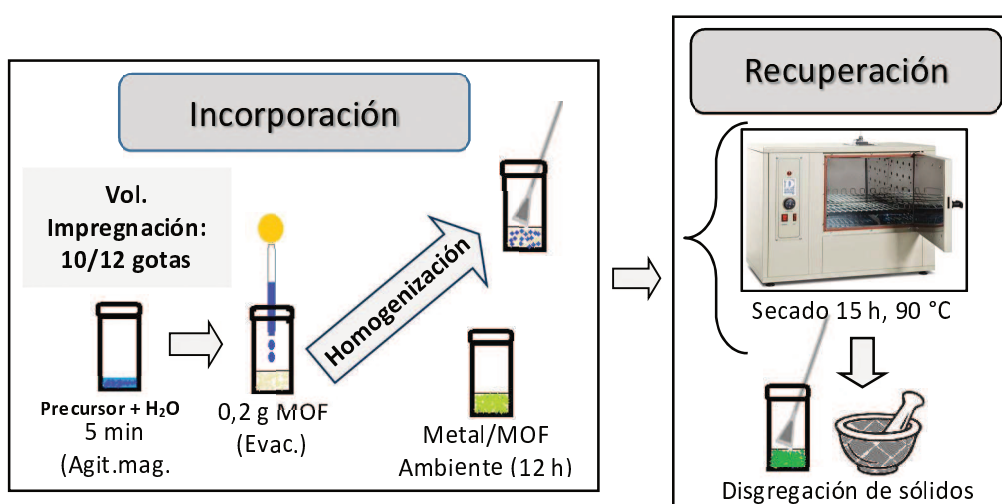 Incorporación
Vol.
Impregnación:
10/12 gotas
Precursor + H₂O
5 min
(Agit.mag.
0,2 g MOF
(Evac.)
Homogenización
Metal/MOF
Ambiente (12 h)
Recuperación
Secado 15 h, 90 °C
Disgregación de sólidos